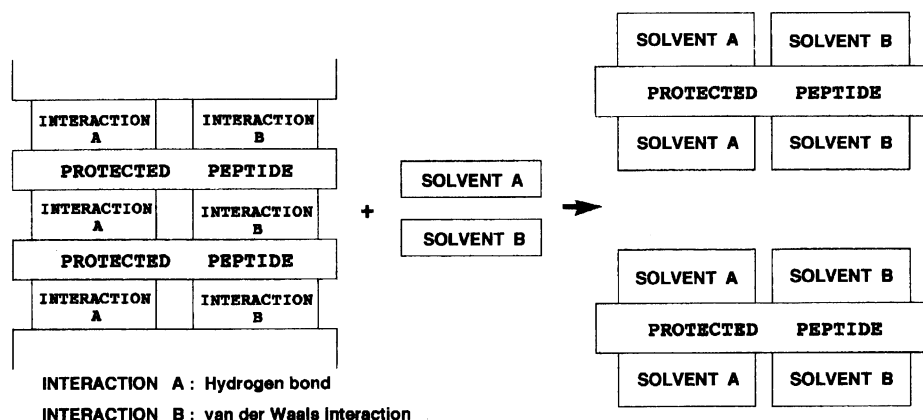 INTERACTION A
INTERACTION B
PROTECTED PEPTIDE
INTERACTION A
INTERACTION B
PROTECTED PEPTIDE
INTERACTION A
INTERACTION B
+
SOLVENT A
SOLVENT B
SOLVENT A SOLVENT B
PROTECTED PEPTIDE
SOLVENT A SOLVENT B
SOLVENT A SOLVENT B
PROTECTED PEPTIDE
SOLVENT A SOLVENT B
INTERACTION A : Hydrogen bond
INTERACTION B : van der Waals Interaction